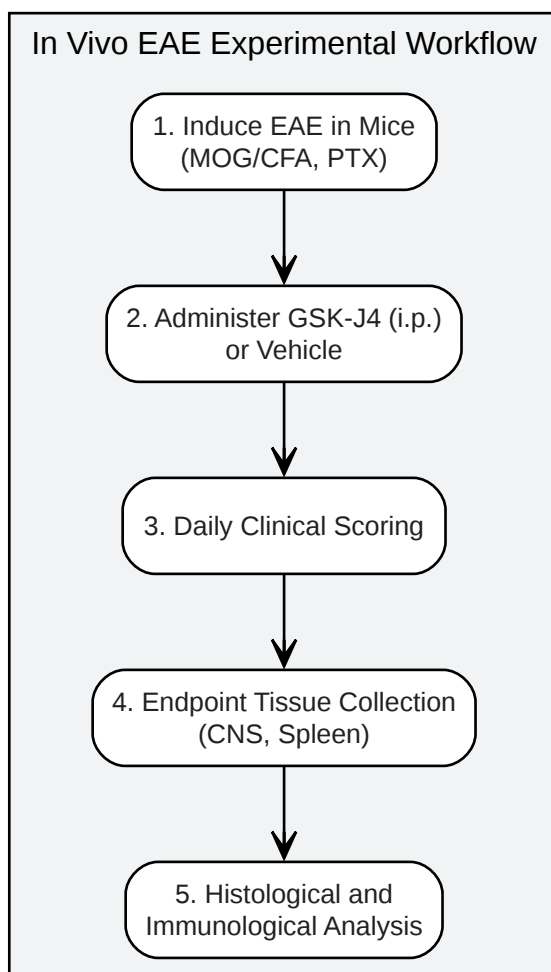 In Vivo EAE Experimental Workflow
1. Induce EAE in Mice
(MOG/CFA, PTX)
2. Administer GSK-J4 (i.p.)
or Vehicle
3. Daily Clinical Scoring
4. Endpoint Tissue Collection
(CNS, Spleen)
5. Histological and
Immunological Analysis